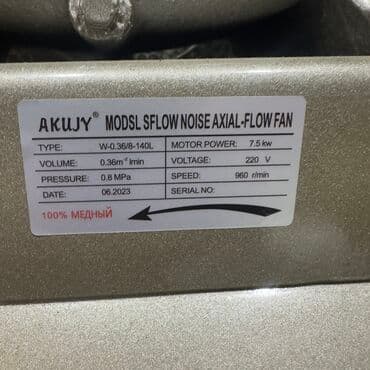 AKUJY® MODSL SFLOW NOISE AXIAL-FLOW FAN
TYPE: W-0.36/8-140L MOTOR POWER: 7.5 kw
VOLUME: 0.36m³ lmin VOLTAGE: 220 V
PRESSURE: 0.8 MPa SPEED: 960 r/min
DATE: 06.2023 SERIAL NO:
100% МЕДНЫЙ